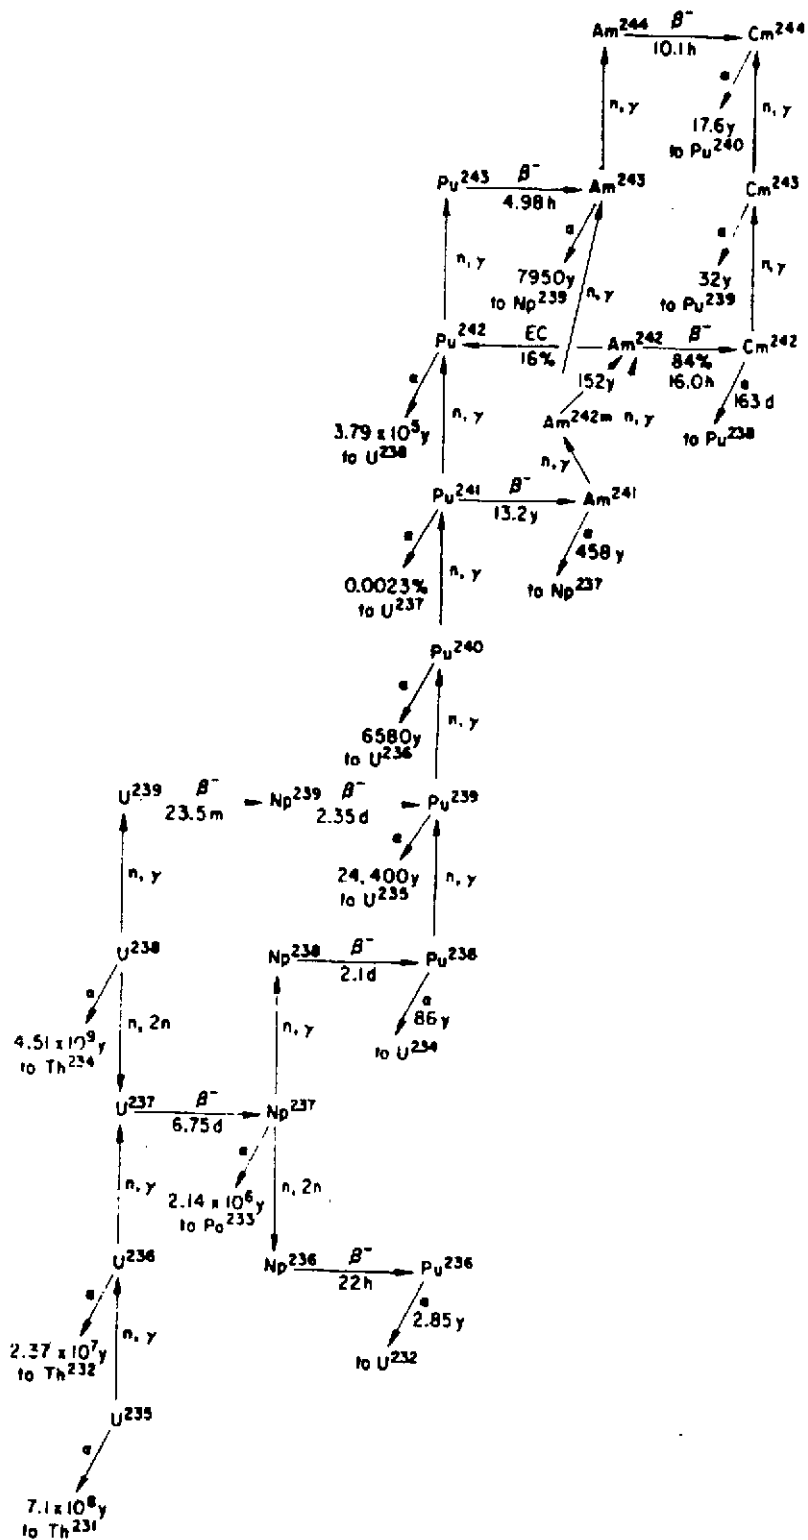 Am²⁴⁴ β⁻ Cm²⁴⁴
10.1h
α
n, γ n, γ
17.6y
to Pu²⁴⁰
Pu²⁴³ β⁻ Am²⁴³ Cm²⁴³
4.98h
α α
n, γ 7950y n, γ 32y n, γ
to Np²³⁹ to Pu²³⁹
Pu²⁴² EC Am²⁴² β⁻ Cm²⁴²
16% 84%
152y 16.0h
α α
163d
3.79 x 10⁵y n, γ Am²⁴²ᵐ n, γ to Pu²³⁸
to U²³⁸
n, γ
Pu²⁴¹ β⁻ Am²⁴¹
13.2y
α α
458y
0.0023% n, γ to Np²³⁷
to U²³⁷
Pu²⁴⁰
α
6580y n, γ
to U²³⁶
U²³⁹ β⁻ Np²³⁹ β⁻ Pu²³⁹
23.5m 2.35d
α
n, γ 24,400y n, γ
to U²³⁵
U²³⁸ Np²³⁸ β⁻ Pu²³⁸
2.1d
α α
n, 2n n, γ 86y
4.51 x 10⁹y to U²³⁴
to Th²³⁴
U²³⁷ β⁻ Np²³⁷
6.75d
α
n, γ 2.14 x 10⁶y n, 2n
to Pa²³³
U²³⁶ Np²³⁶ β⁻ Pu²³⁶
22h
α α
n, γ 2.85y
2.37 x 10⁷y to U²³²
to Th²³²
U²³⁵
α
7.1 x 10⁸y
to Th²³¹